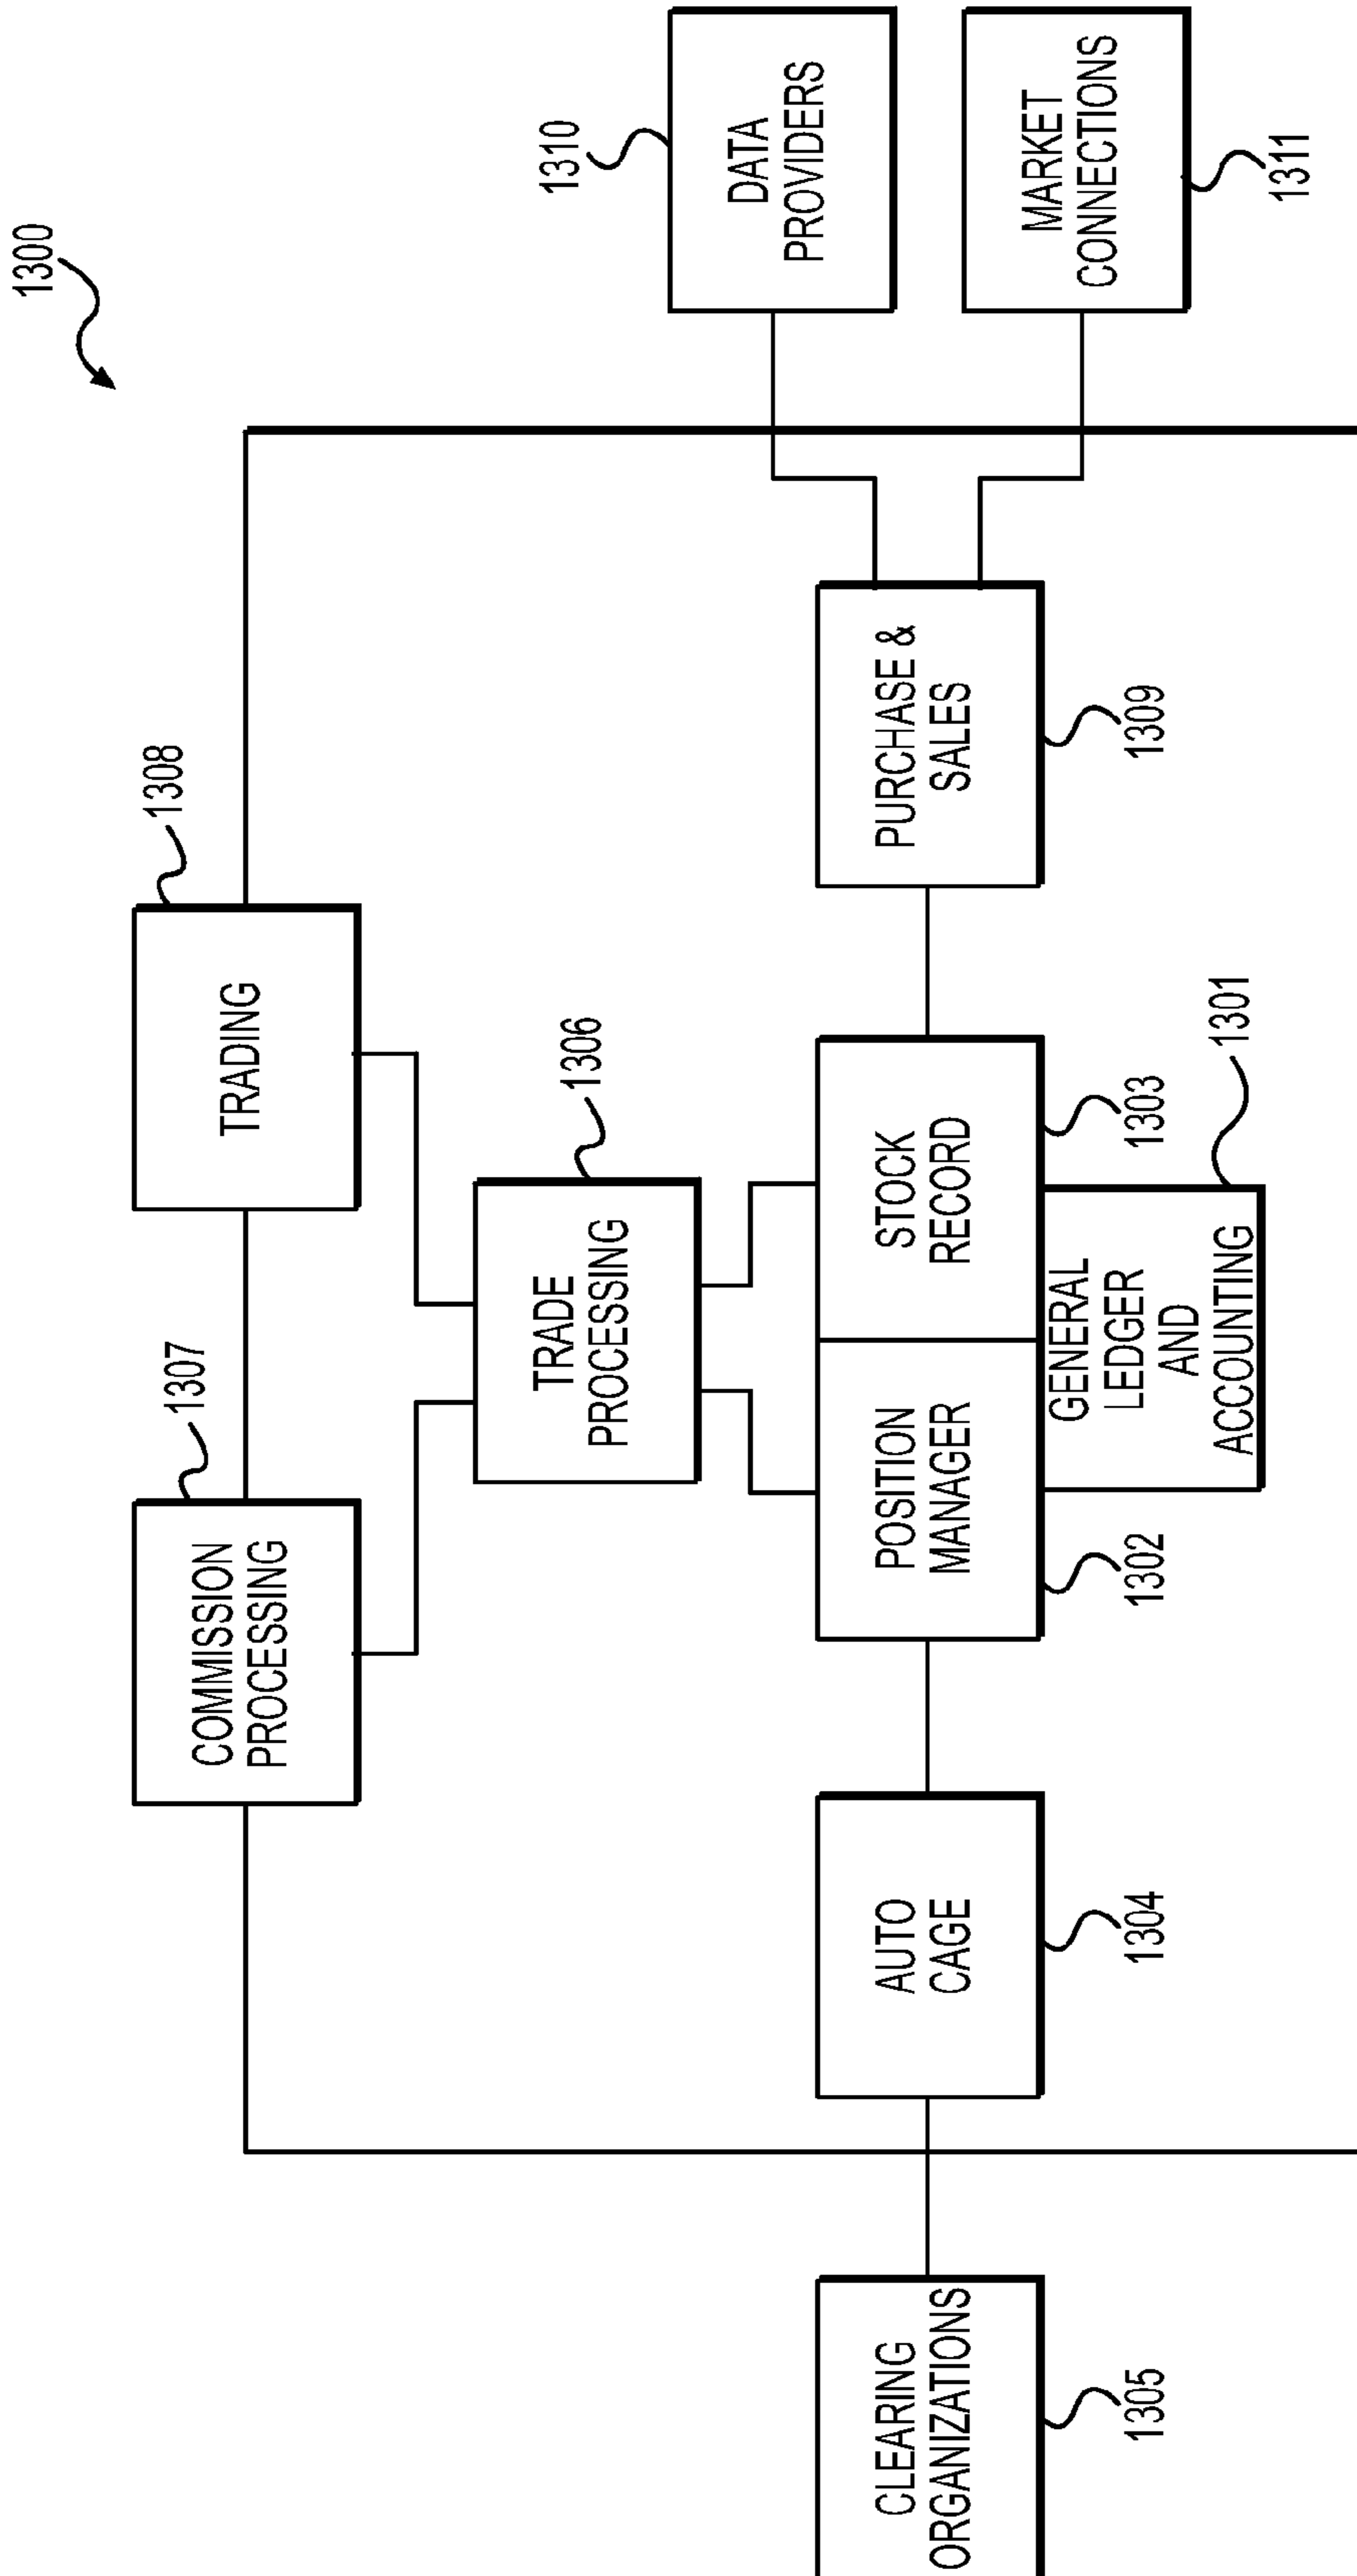 1300
1307
1308
COMMISSION
PROCESSING
TRADING
1306
TRADE
PROCESSING
1310
DATA
PROVIDERS
CLEARING
ORGANIZATIONS
AUTO
CAGE
POSITION
MANAGER
STOCK
RECORD
PURCHASE &
SALES
MARKET
CONNECTIONS
1305
1304
1302
1303
1309
1311
GENERAL
LEDGER
AND
ACCOUNTING
1301